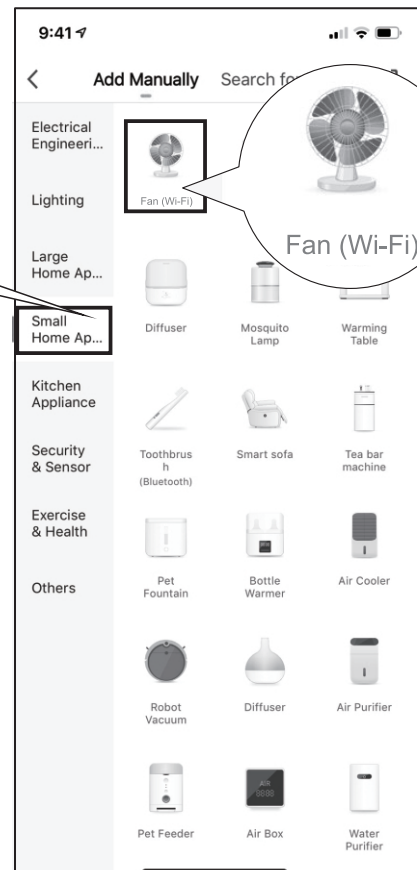 9:41
Add Manually Search fo
Electrical
Engineeri...
Lighting
Large
Home Ap...
Small
Home Ap...
Kitchen
Appliance
Security
& Sensor
Exercise
& Health
Others
Fan (Wi-Fi)
Fan (Wi-Fi)
Diffuser
Mosquito
Lamp
Warming
Table
Toothbrus
h
(Bluetooth)
Smart sofa
Tea bar
machine
Pet
Fountain
Bottle
Warmer
Air Cooler
Robot
Vacuum
Diffuser
Air Purifier
Pet Feeder
AIR
Air Box
Water
Purifier